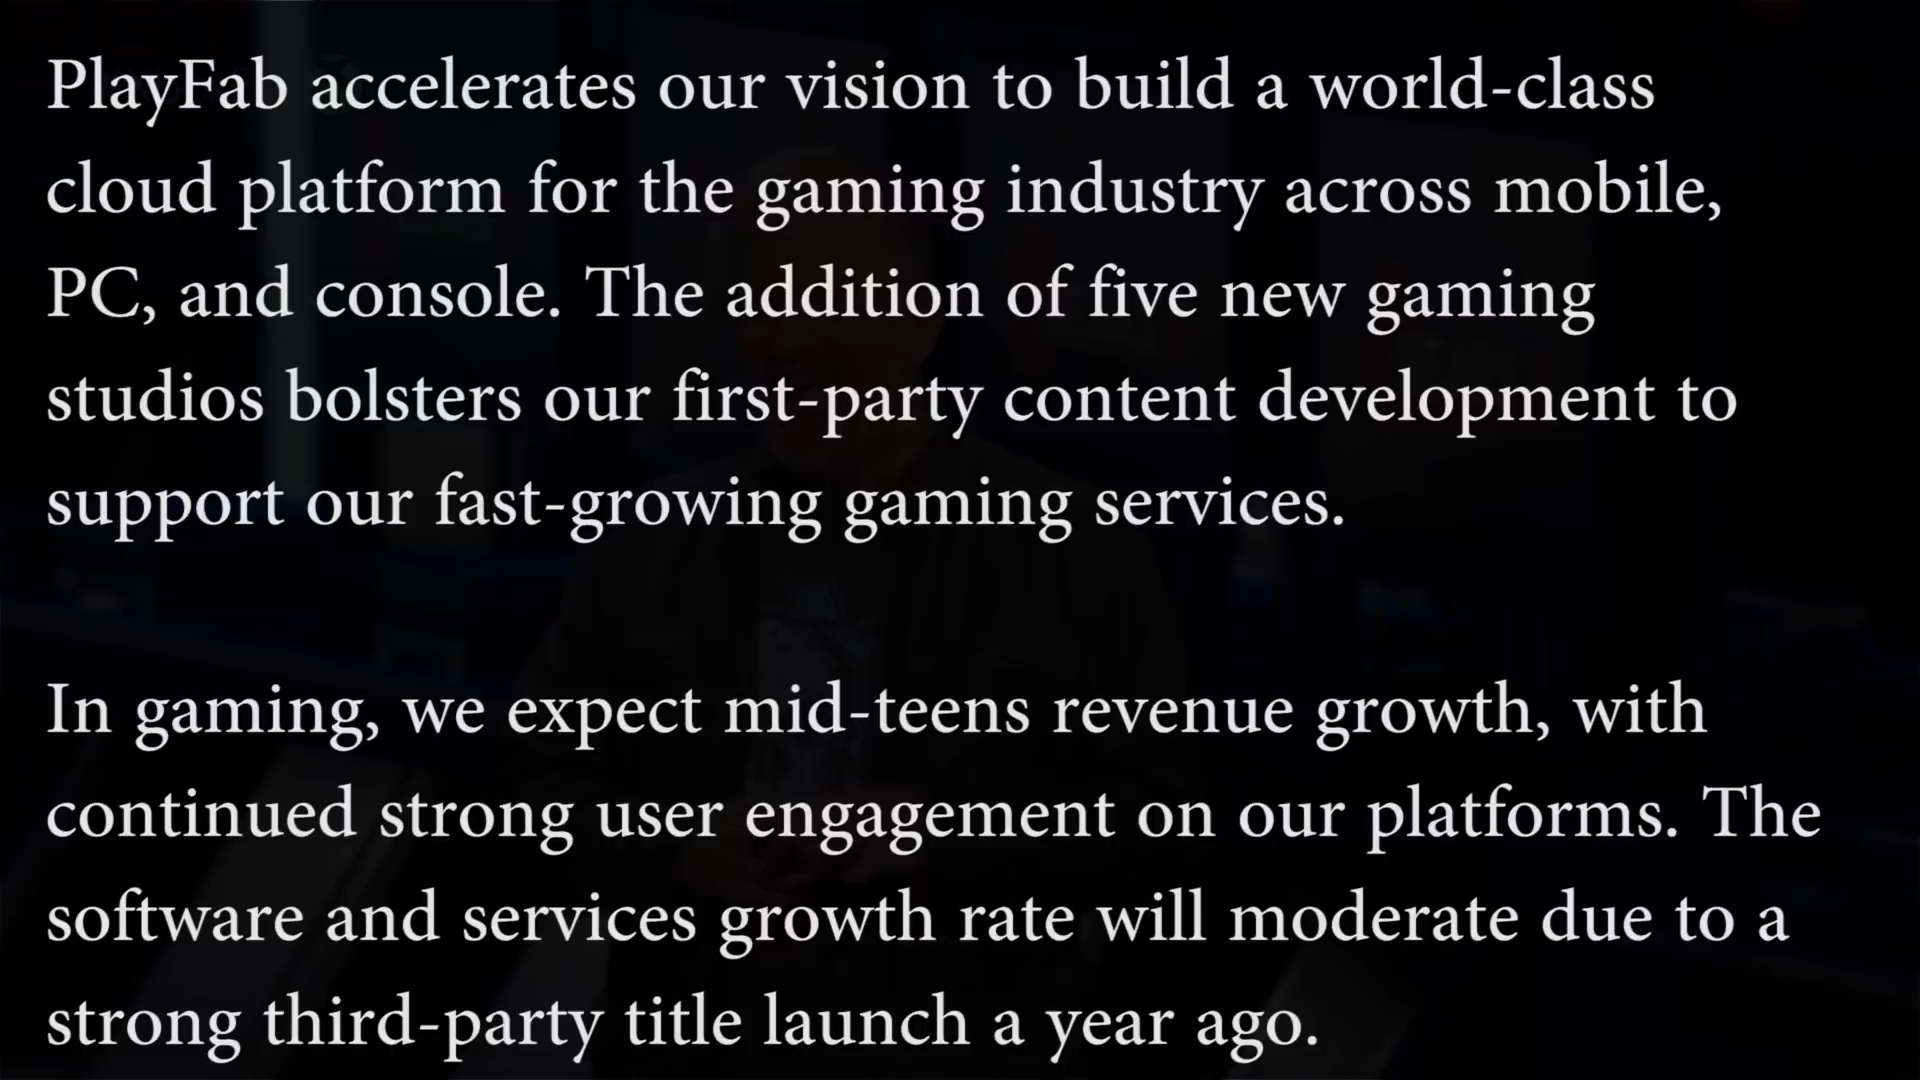 PlayFab accelerates our vision to build a world-class
cloud platform for the gaming industry across mobile,
PC, and console. The addition of five new gaming
studios bolsters our first-party content development to
support our fast-growing gaming services.
In gaming, we expect mid-teens revenue growth, with
continued strong user engagement on our platforms. The
software and services growth rate will moderate due to a
strong third-party title launch a year ago.